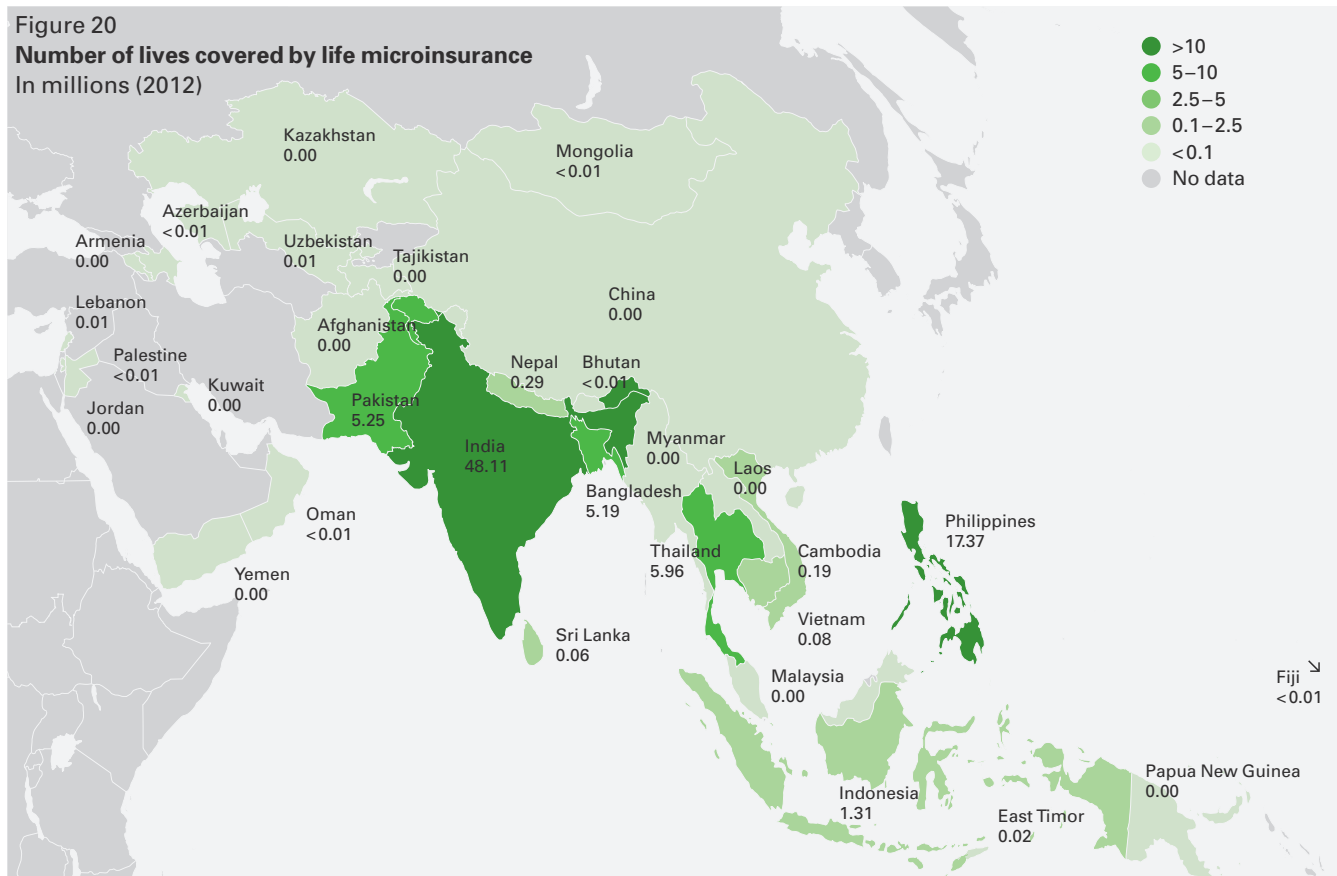 Figure 20
Number of lives covered by life microinsurance
In millions (2012)
>10
5–10
2.5–5
0.1–2.5
<0.1
No data
Kazakhstan
0.00
Mongolia
<0.01
Azerbaijan
<0.01
Armenia
0.00
Uzbekistan
0.01
Tajikistan
0.00
Lebanon
0.01
China
0.00
Afghanistan
0.00
Palestine
<0.01
Nepal
0.29
Bhutan
<0.01
Kuwait
0.00
Jordan
0.00
Pakistan
5.25
India
48.11
Myanmar
0.00
Laos
0.00
Bangladesh
5.19
Oman
<0.01
Philippines
17.37
Thailand
5.96
Cambodia
0.19
Yemen
0.00
Vietnam
0.08
Sri Lanka
0.06
Malaysia
0.00
Fiji
<0.01
Indonesia
1.31
Papua New Guinea
0.00
East Timor
0.02